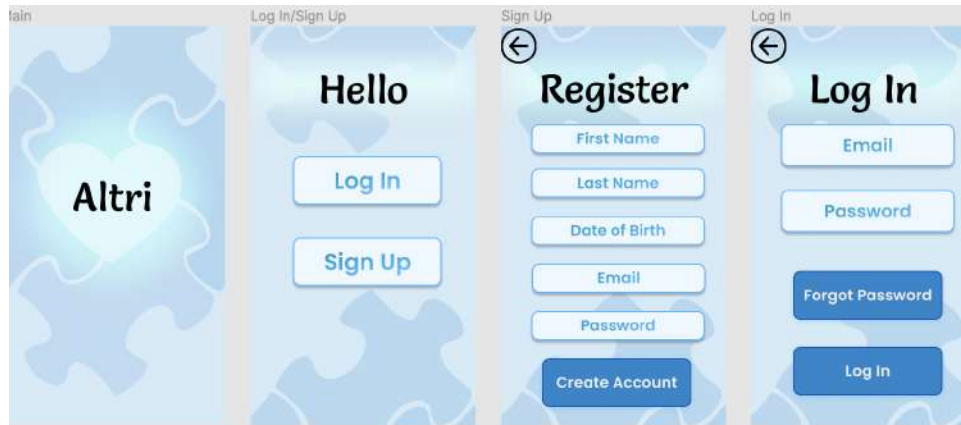 Main
Altri
Log In/Sign Up
Hello
Log In
Sign Up
Sign Up
Register
First Name
Last Name
Date of Birth
Email
Password
Create Account
Log In
Log In
Email
Password
Forgot Password
Log In